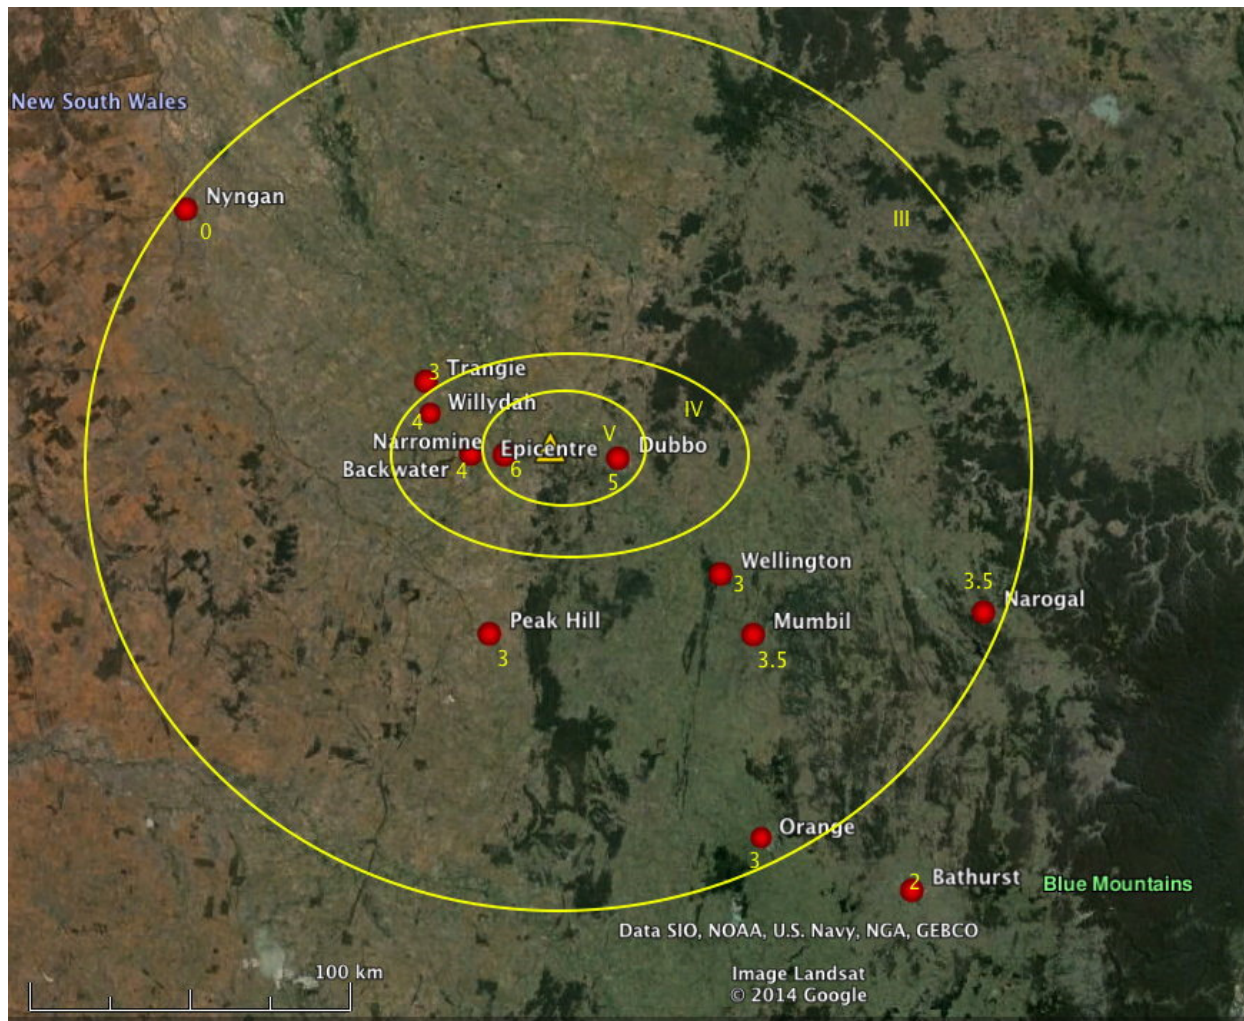 New South Wales
Nyngan
0
III
3 Trangie
Willydah
4
IV
V
Narromine
Epicentre
Dubbo
Backwater
4
6
5
Wellington
3
3.5
Narogal
Peak Hill
3
Mumbil
3.5
Orange
3
2
Bathurst
Blue Mountains
Data SIO, NOAA, U.S. Navy, NGA, GEBCO
100 km
Image Landsat
© 2014 Google